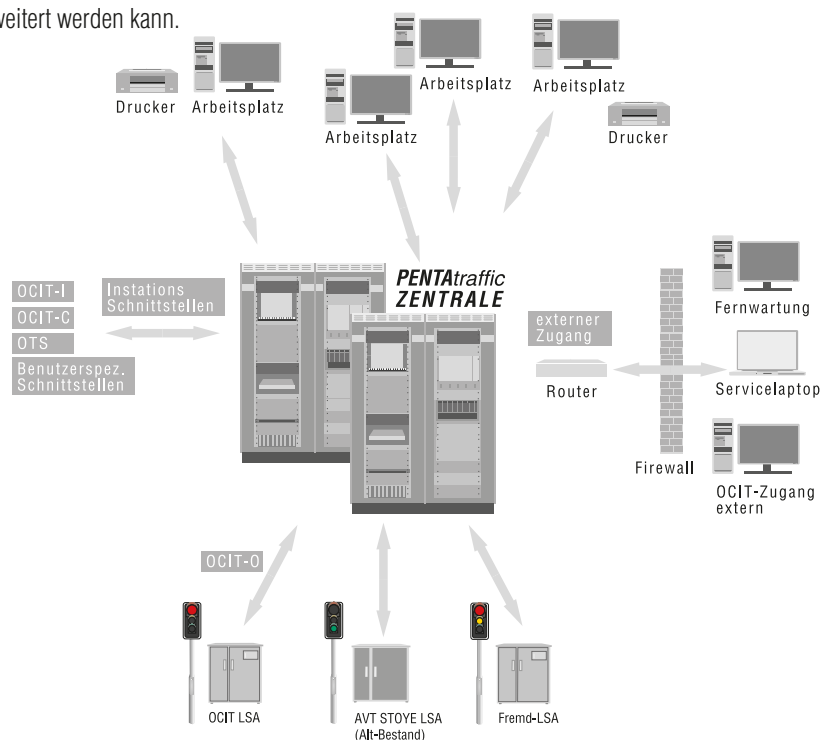 weitert werden kann.
Drucker
Arbeitsplatz
Arbeitsplatz
Arbeitsplatz
Arbeitsplatz
Drucker
PENTAtraffic
ZENTRALE
OCIT-I
OCIT-C
OTS
Benutzerspez.
Schnittstellen
Instations
Schnittstellen
externer
Zugang
Router
Firewall
Fernwartung
Servicelaptop
OCIT-Zugang
extern
OCIT-O
OCIT LSA
AVT STOYE LSA
(Alt-Bestand)
Fremd-LSA